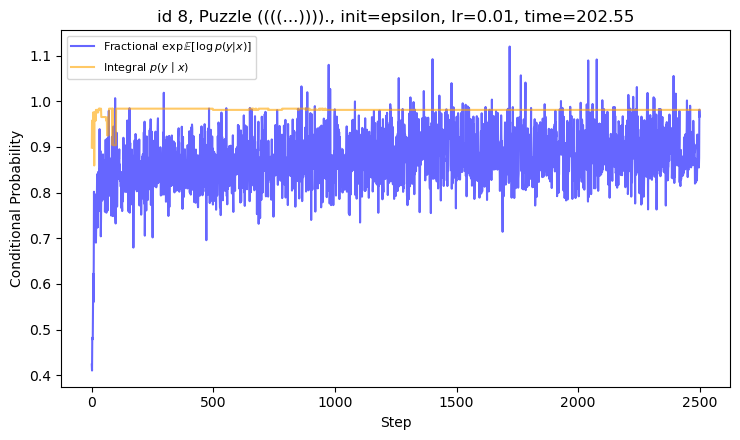 id 8, Puzzle ((((...))))., init=epsilon, lr=0.01, time=202.55
Fractional exp 𝔼[log p(y|x)]
Integral p(y | x)
Conditional Probability
1.1
1.0
0.9
0.8
0.7
0.6
0.5
0.4
0
500
1000
1500
2000
2500
Step